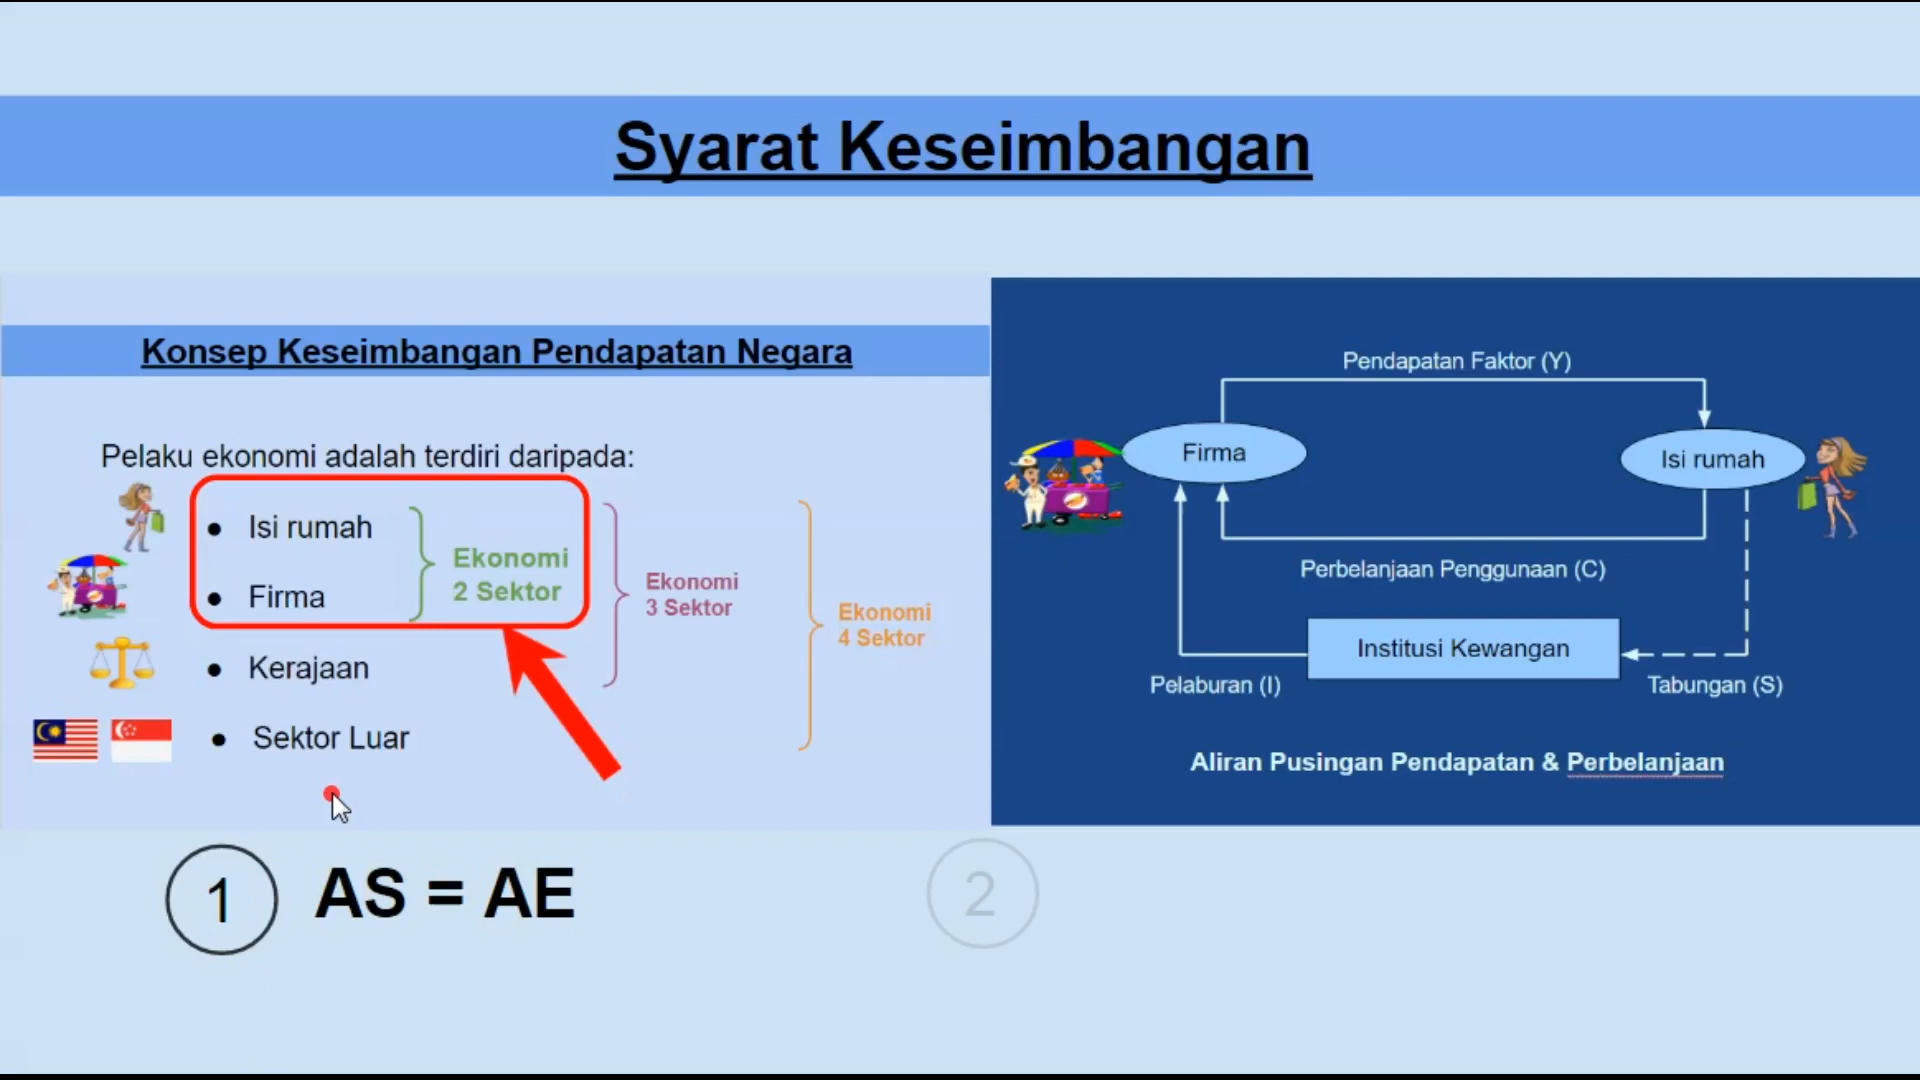 Syarat Keseimbangan
Konsep Keseimbangan Pendapatan Negara
Pelaku ekonomi adalah terdiri daripada:
● Isi rumah
● Firma
Ekonomi
2 Sektor
Ekonomi
3 Sektor
Ekonomi
4 Sektor
● Kerajaan
● Sektor Luar
Pendapatan Faktor (Y)
Firma
Isi rumah
Perbelanjaan Penggunaan (C)
Institusi Kewangan
Pelaburan (I)
Tabungan (S)
Aliran Pusingan Pendapatan & Perbelanjaan
1 AS = AE
2